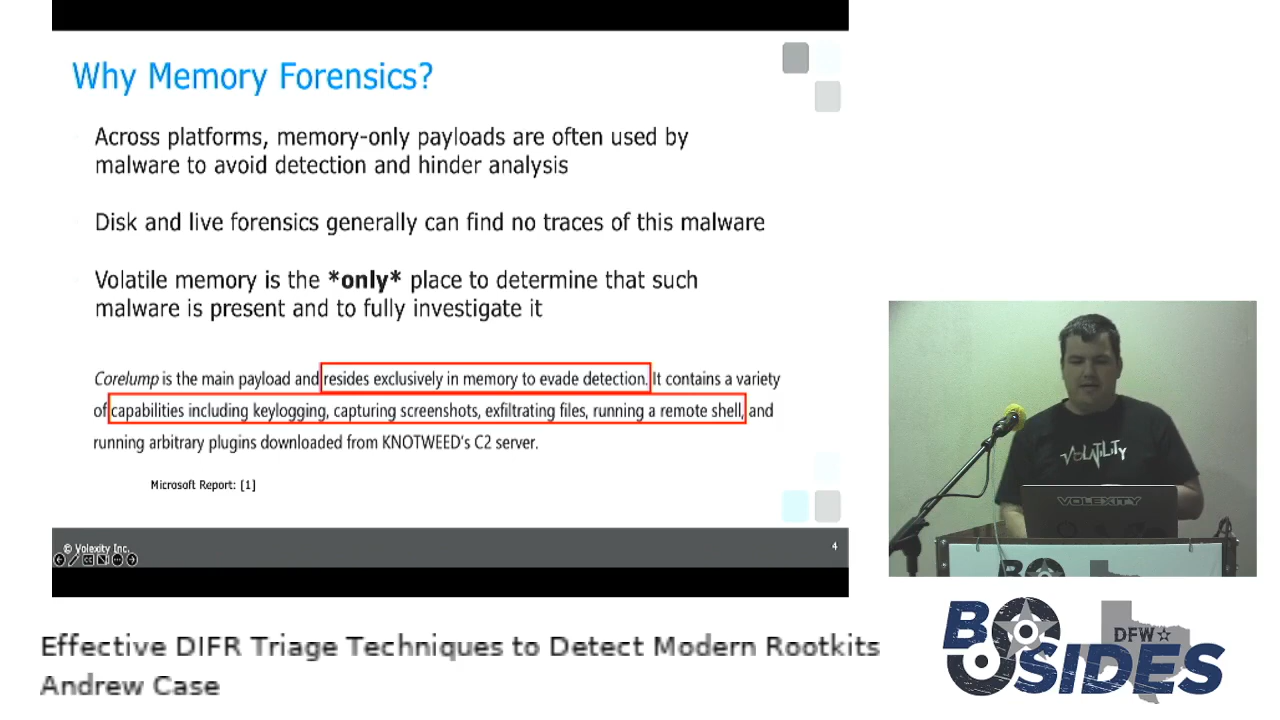 Why Memory Forensics?
Across platforms, memory-only payloads are often used by
malware to avoid detection and hinder analysis
Disk and live forensics generally can find no traces of this malware
Volatile memory is the *only* place to determine that such
malware is present and to fully investigate it
Corelump is the main payload and resides exclusively in memory to evade detection. It contains a variety
of capabilities including keylogging, capturing screenshots, exfiltrating files, running a remote shell, and
running arbitrary plugins downloaded from KNOTWEED's C2 server.
Microsoft Report: [1]
© Volexity Inc.
4
VOLATILITY
VOLEXITY
Effective DIFR Triage Techniques to Detect Modern Rootkits
Andrew Case
BSIDES
DFW